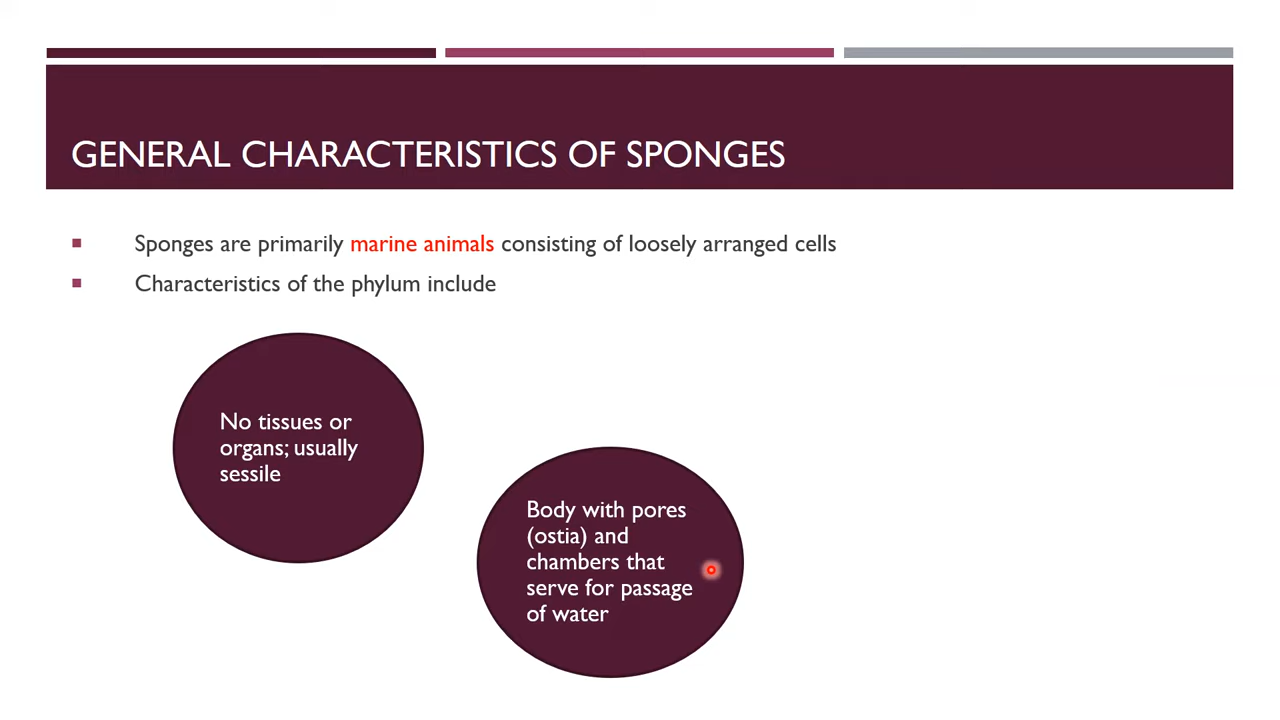 GENERAL CHARACTERISTICS OF SPONGES
Sponges are primarily marine animals consisting of loosely arranged cells
Characteristics of the phylum include
No tissues or
organs; usually
sessile
Body with pores
(ostia) and
chambers that
serve for passage
of water